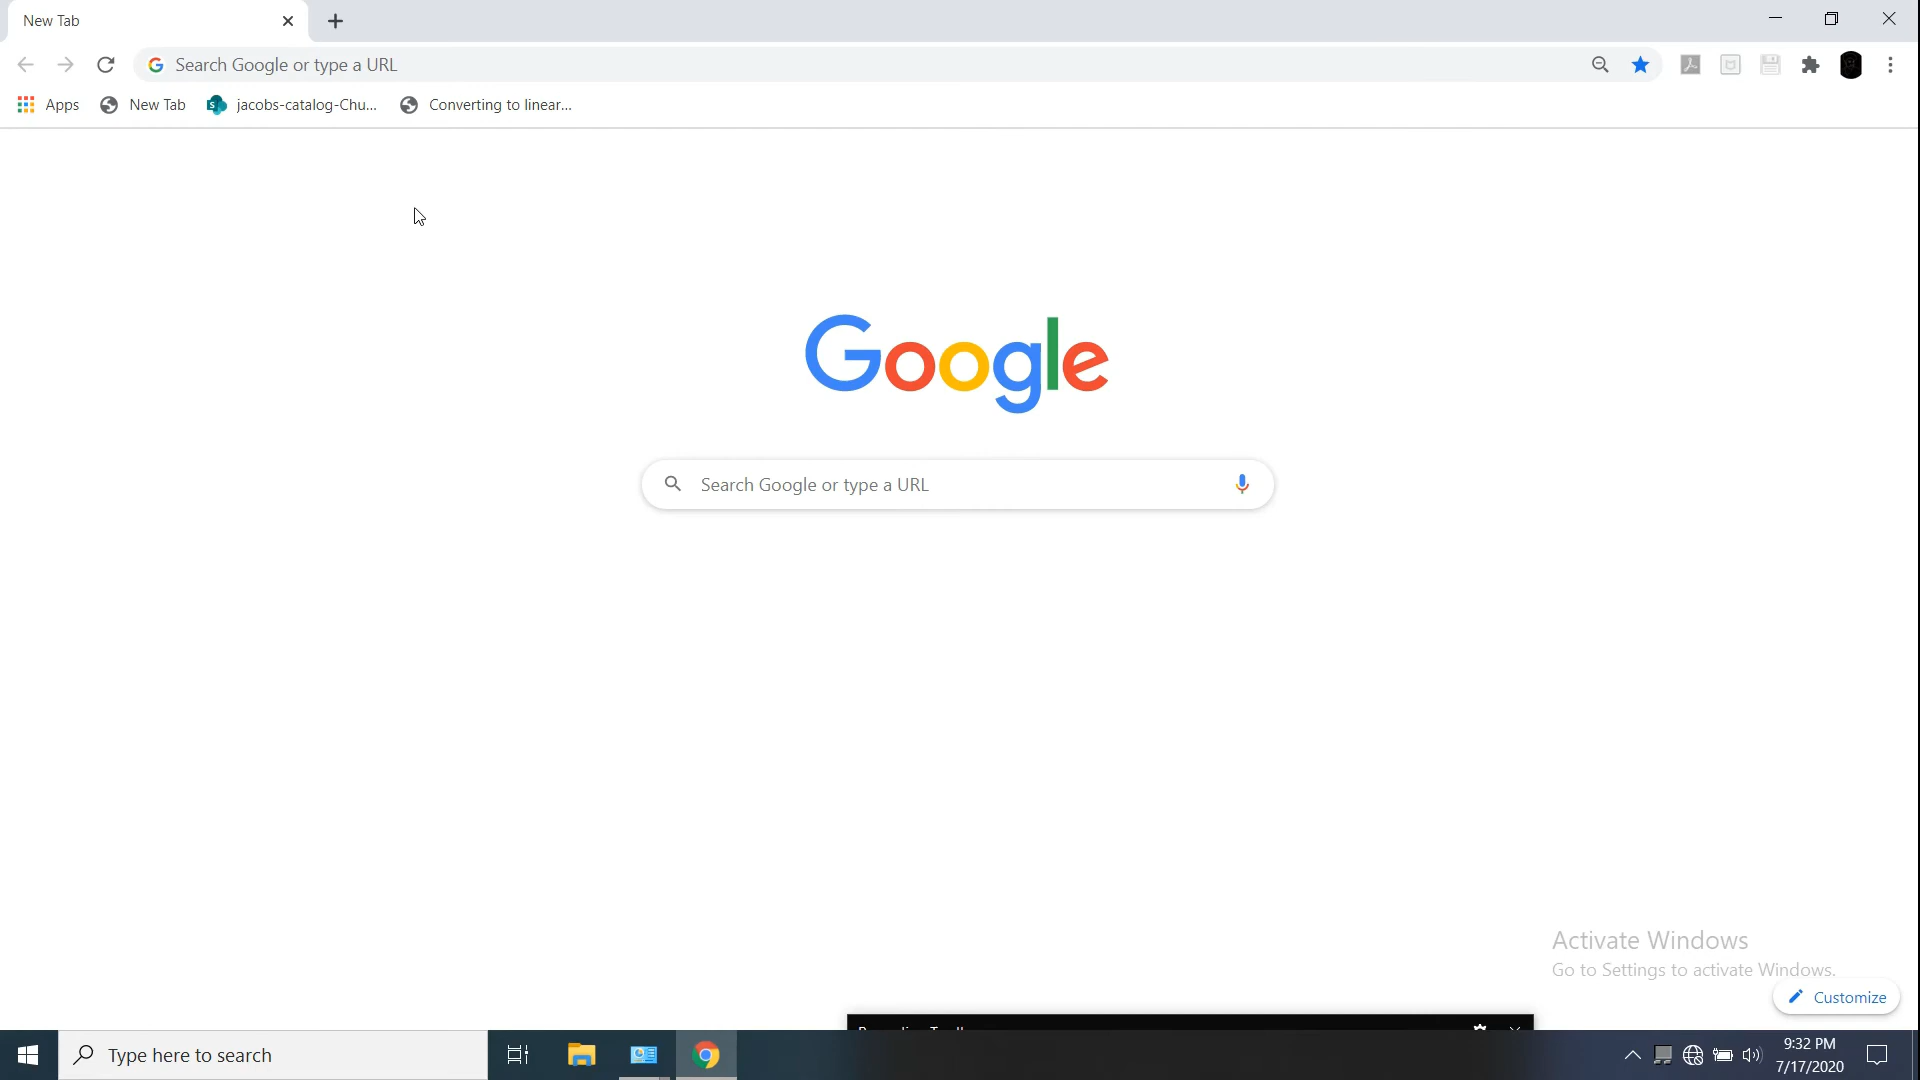 New Tab
Search Google or type a URL
Apps
New Tab
jacobs-catalog-Chu...
Converting to linear...
Google
Search Google or type a URL
Activate Windows
Go to Settings to activate Windows.
Customize
Type here to search
9:32 PM
7/17/2020